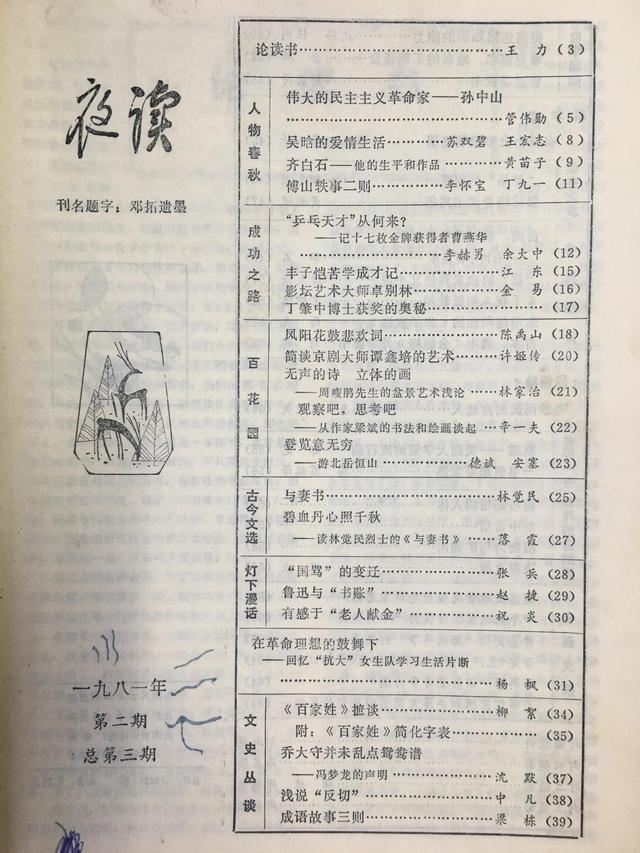 夜读
刊名题字：邓拓遗墨
一九八一年
第二期
总第三期
论读书……王 力（3）
人物春秋
伟大的民主主义革命家——孙中山
……管伟勋（5）
吴晗的爱情生活……苏双碧 王宏志（8）
齐白石——他的生平和作品……黄苗子（9）
傅山轶事二则……李怀宝 丁九一（11）
成功之路
“乒乓天才”从何来？
——记十七枚金牌获得者曹燕华
……李赫男 余大中（12）
丰子恺苦学成才记……江 东（15）
影坛艺术大师卓别林……金 易（16）
丁肇中博士获奖的奥秘……（17）
百花园
凤阳花鼓悲欢词……陈禹山（18）
简谈京剧大师谭鑫培的艺术……许姬传（20）
无声的诗 立体的画
——周瘦鹃先生的盆景艺术浅论……林家治（21）
观察吧，思考吧
——从作家梁斌的书法和绘画谈起…辛一夫（22）
登览意无穷
——游北岳恒山……德斌 安塞（23）
古今文选
与妻书……林觉民（25）
碧血丹心照千秋
——读林觉民烈士的《与妻书》……落 霞（27）
灯下漫话
“国骂”的变迁……张 兵（28）
鲁迅与“书账”……赵 捷（29）
有感于“老人献金”……祝 炎（30）
在革命理想的鼓舞下
——回忆“抗大”女生队学习生活片断
……杨 枫（31）
文史丛谈
《百家姓》摭谈……柳 絮（34）
附：《百家姓》简化字表……（35）
乔太守并未乱点鸳鸯谱
——冯梦龙的声明……沈 默（37）
浅说“反切”……中 凡（38）
成语故事三则……梁 栋（39）